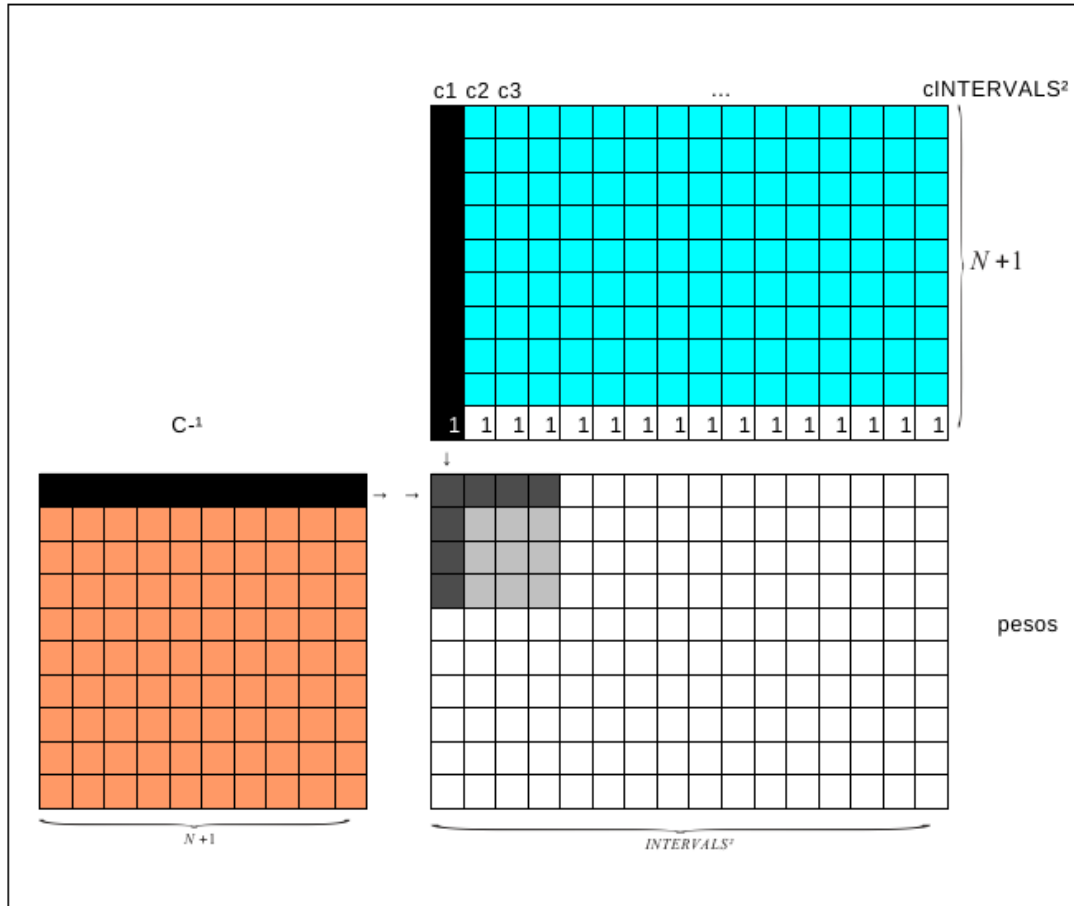 c1 c2 c3 ... cINTERVALS²
N+1
1 1 1 1 1 1 1 1 1 1 1 1 1 1 1 1
C-¹
↓
→ →
pesos
N+1
INTERVALS²